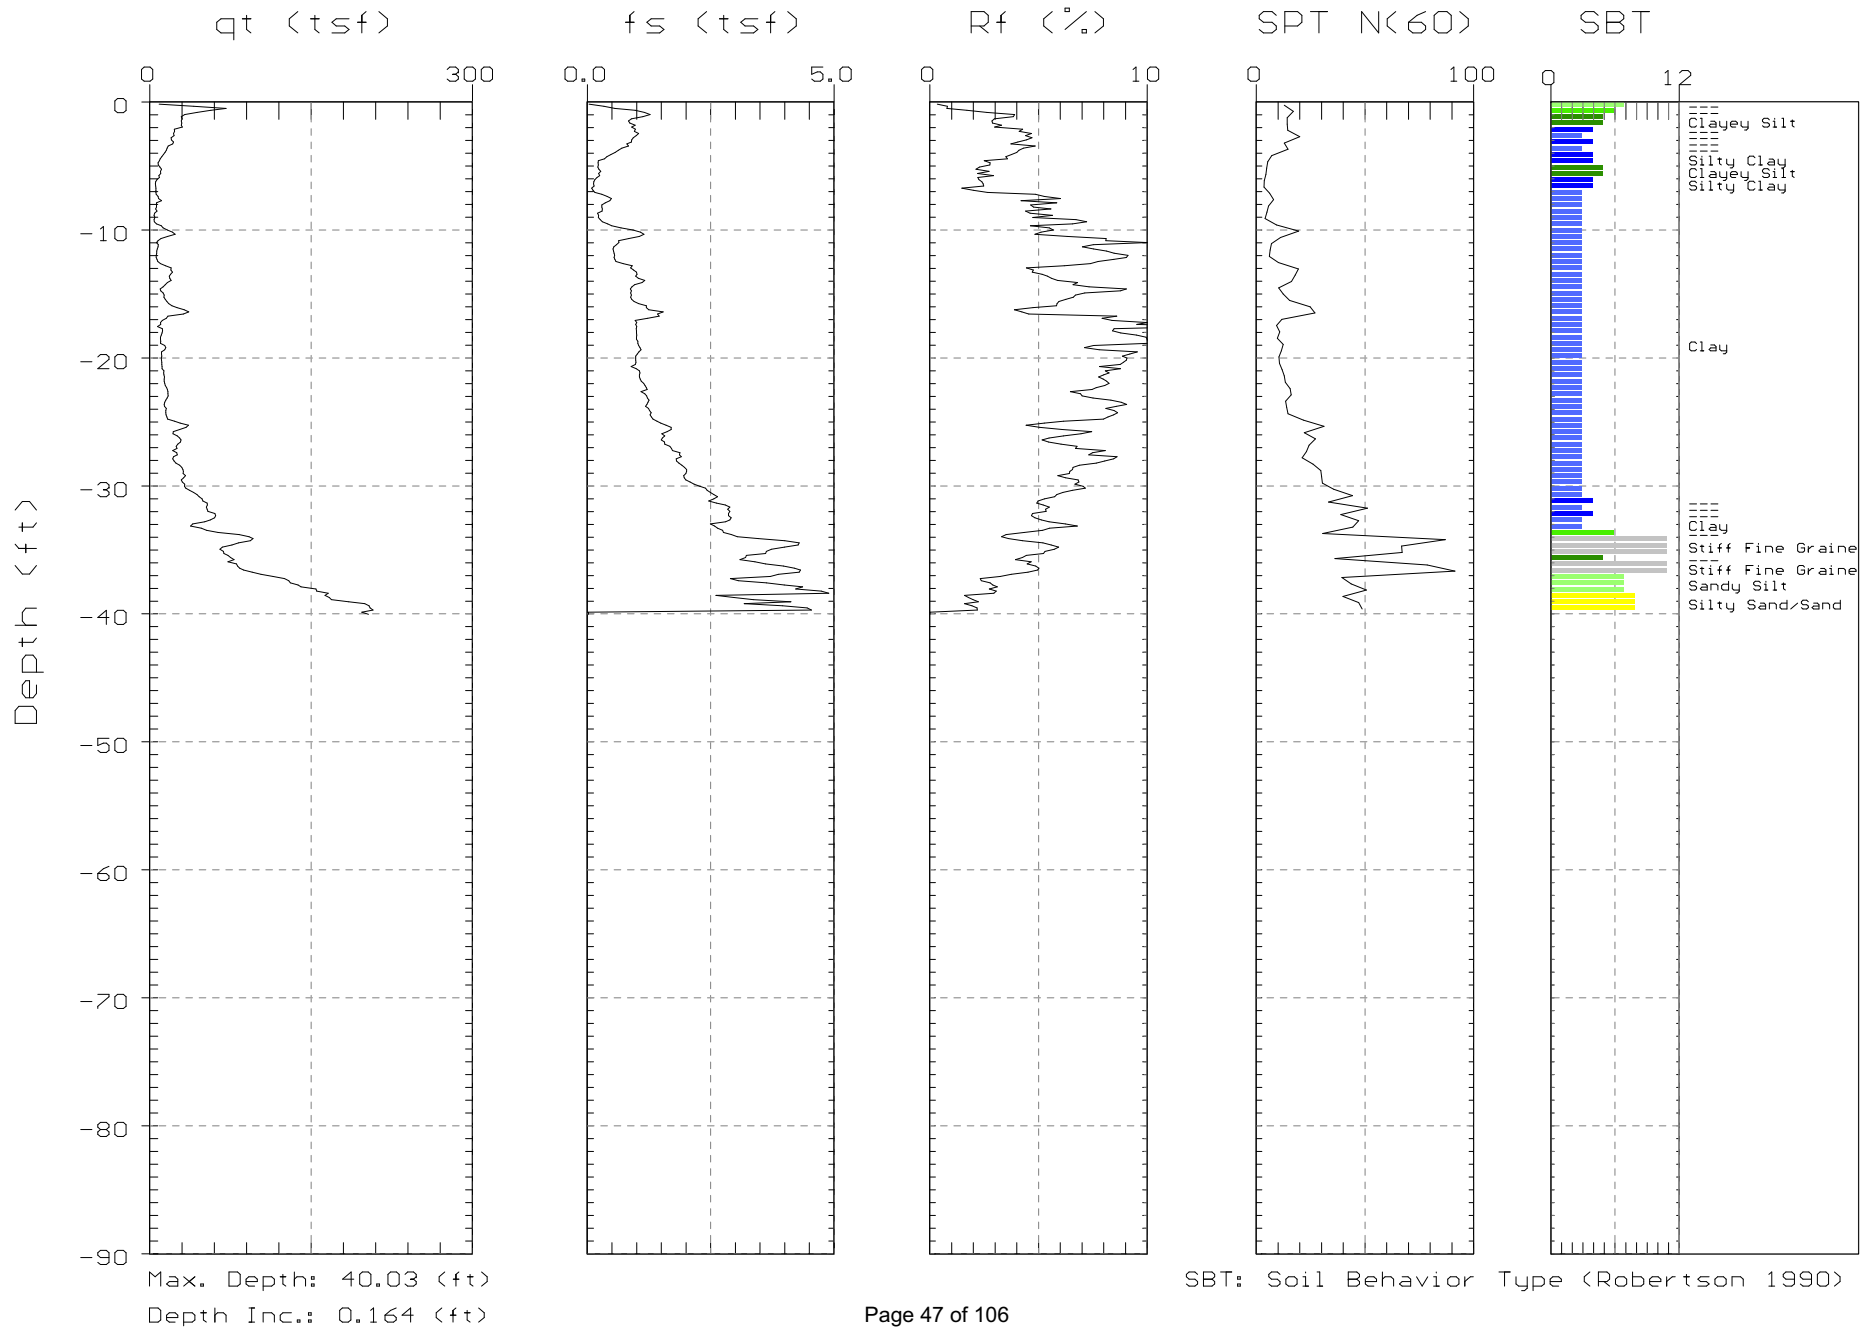 qt (tsf) fs (tsf) Rf (%) SPT N(60) SBT
0 300 0.0 5.0 0 10 0 100 0 12
0
===
Clayey Silt
===
===
Silty Clay
Clayey Silt
Silty Clay
-10
Clay
-20
-30
===
===
Clay
---
Stiff Fine Graine
---
Stiff Fine Graine
Sandy Silt
Silty Sand/Sand
-40
Depth (ft)
-50
-60
-70
-80
-90
Max. Depth: 40.03 (ft) SBT: Soil Behavior Type (Robertson 1990)
Depth Inc.: 0.164 (ft) Page 47 of 106